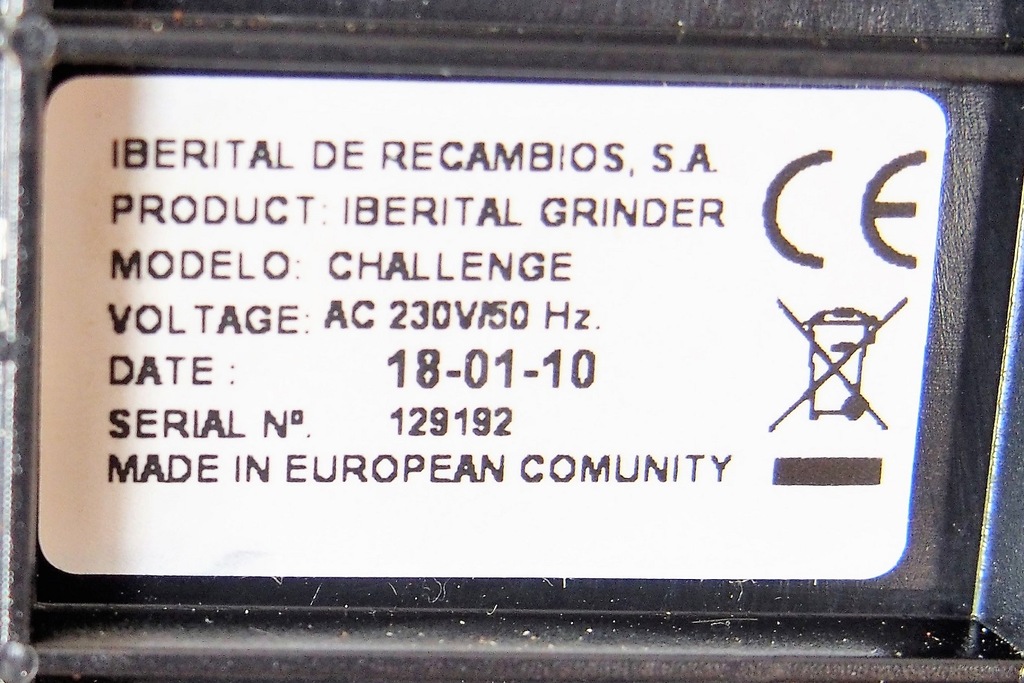 IBERITAL DE RECAMBIOS, S.A.
PRODUCT: IBERITAL GRINDER
MODELO: CHALLENGE
VOLTAGE: AC 230V/50 Hz.
DATE : 18-01-10
SERIAL Nº. 129192
MADE IN EUROPEAN COMUNITY
CE